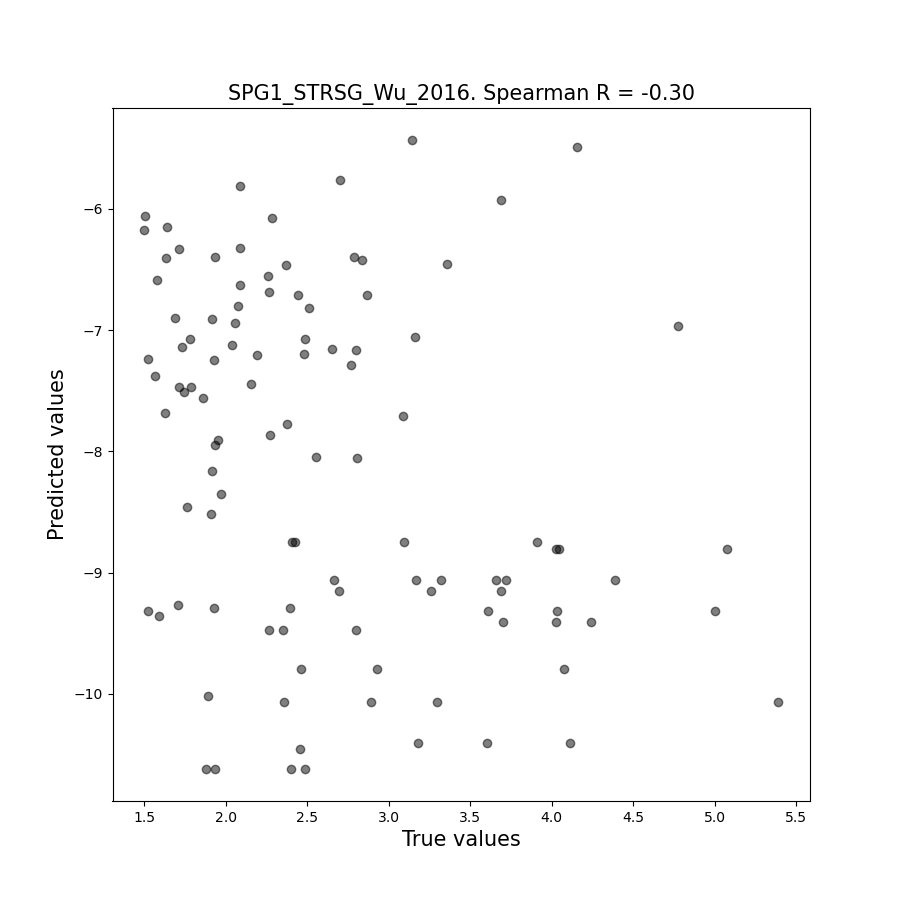 SPG1_STRSG_Wu_2016. Spearman R = -0.30
Predicted values
−6
−7
−8
−9
−10
1.5 2.0 2.5 3.0 3.5 4.0 4.5 5.0 5.5
True values